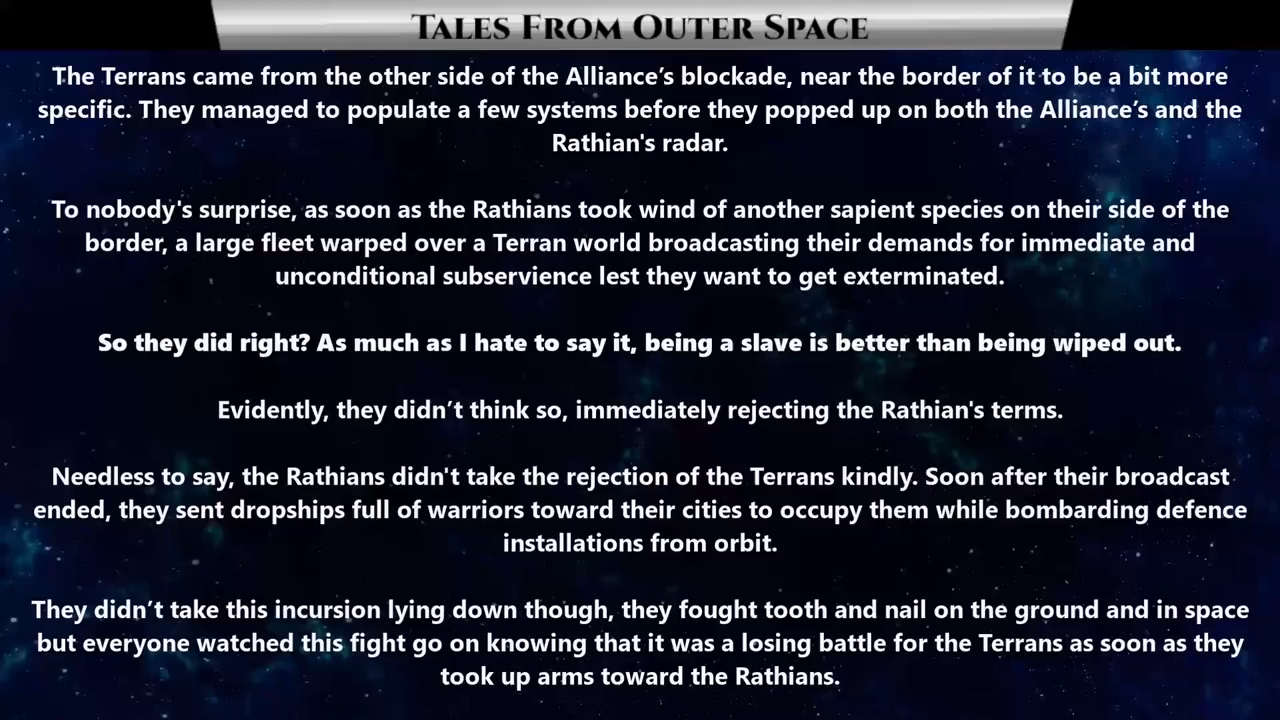 Tales From Outer Space
The Terrans came from the other side of the Alliance’s blockade, near the border of it to be a bit more
specific. They managed to populate a few systems before they popped up on both the Alliance’s and the
Rathian's radar.
To nobody's surprise, as soon as the Rathians took wind of another sapient species on their side of the
border, a large fleet warped over a Terran world broadcasting their demands for immediate and
unconditional subservience lest they want to get exterminated.
So they did right? As much as I hate to say it, being a slave is better than being wiped out.
Evidently, they didn’t think so, immediately rejecting the Rathian's terms.
Needless to say, the Rathians didn't take the rejection of the Terrans kindly. Soon after their broadcast
ended, they sent dropships full of warriors toward their cities to occupy them while bombarding defence
installations from orbit.
They didn’t take this incursion lying down though, they fought tooth and nail on the ground and in space
but everyone watched this fight go on knowing that it was a losing battle for the Terrans as soon as they
took up arms toward the Rathians.